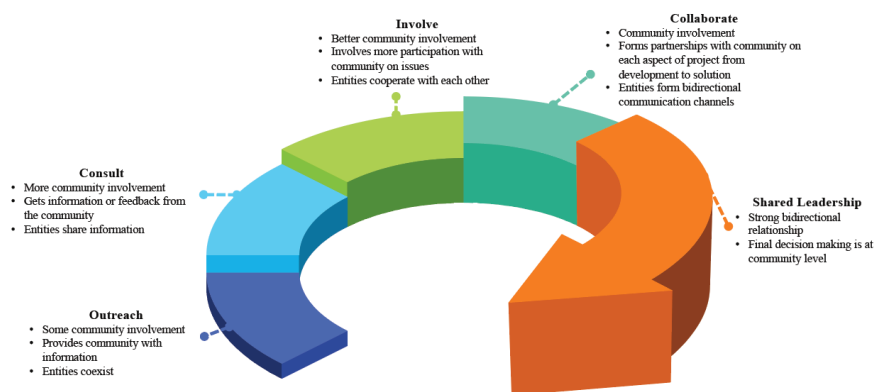 Outreach
• Some community involvement
• Provides community with
information
• Entities coexist
Consult
• More community involvement
• Gets information or feedback from
the community
• Entities share information
Involve
• Better community involvement
• Involves more participation with
community on issues
• Entities cooperate with each other
Collaborate
• Community involvement
• Forms partnerships with community on
each aspect of project from
development to solution
• Entities form bidirectional
communication channels
Shared Leadership
• Strong bidirectional
relationship
• Final decision making is at
community level